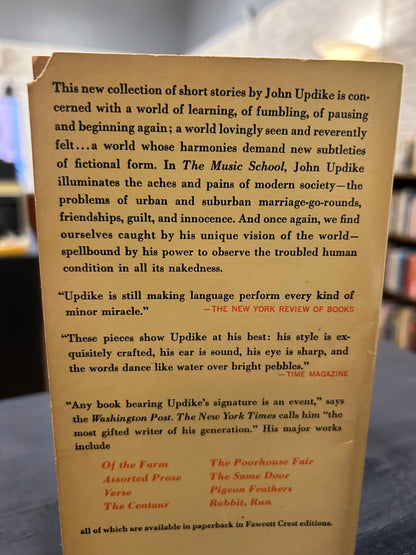 This new collection of short stories by John Updike is con-
cerned with a world of learning, of fumbling, of pausing
and beginning again; a world lovingly seen and reverently
felt...a world whose harmonies demand new subtleties
of fictional form. In The Music School, John Updike
illuminates the aches and pains of modern society—the
problems of urban and suburban marriage-go-rounds,
friendships, guilt, and innocence. And once again, we find
ourselves caught by his unique vision of the world—
spellbound by his power to observe the troubled human
condition in all its nakedness.
“Updike is still making language perform every kind of
minor miracle.” —THE NEW YORK REVIEW OF BOOKS
“These pieces show Updike at his best: his style is ex-
quisitely crafted, his ear is sound, his eye is sharp, and
the words dance like water over bright pebbles.”
—TIME MAGAZINE
“Any book bearing Updike's signature is an event,” says
the Washington Post. The New York Times calls him “the
most gifted writer of his generation.” His major works
include
Of the Farm The Poorhouse Fair
Assorted Prose The Same Door
Verse Pigeon Feathers
The Centaur Rabbit, Run
all of which are available in paperback in Fawcett Crest editions.